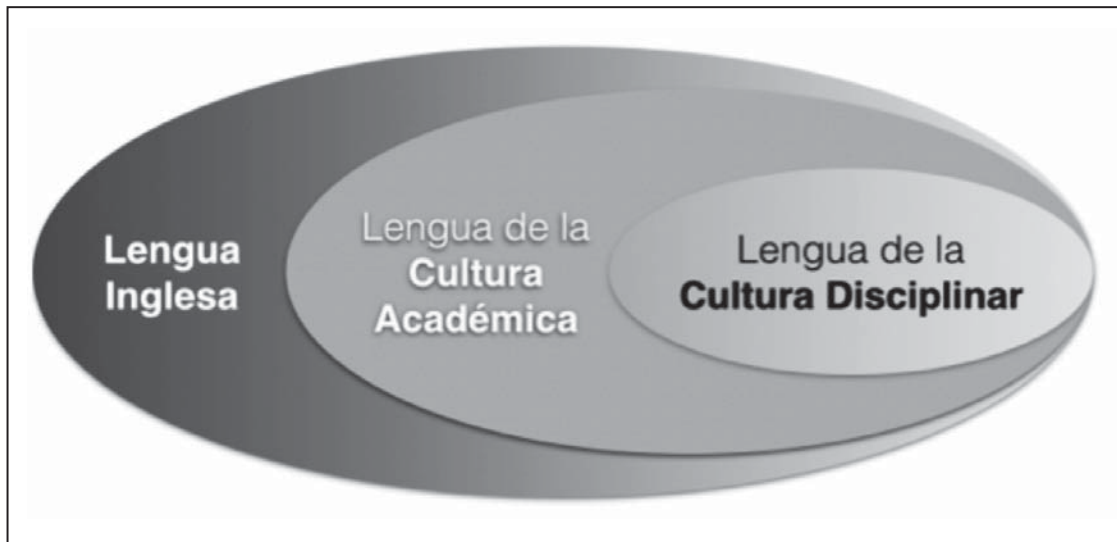 Lengua
Inglesa
Lengua de la
Cultura
Académica
Lengua de la
Cultura Disciplinar